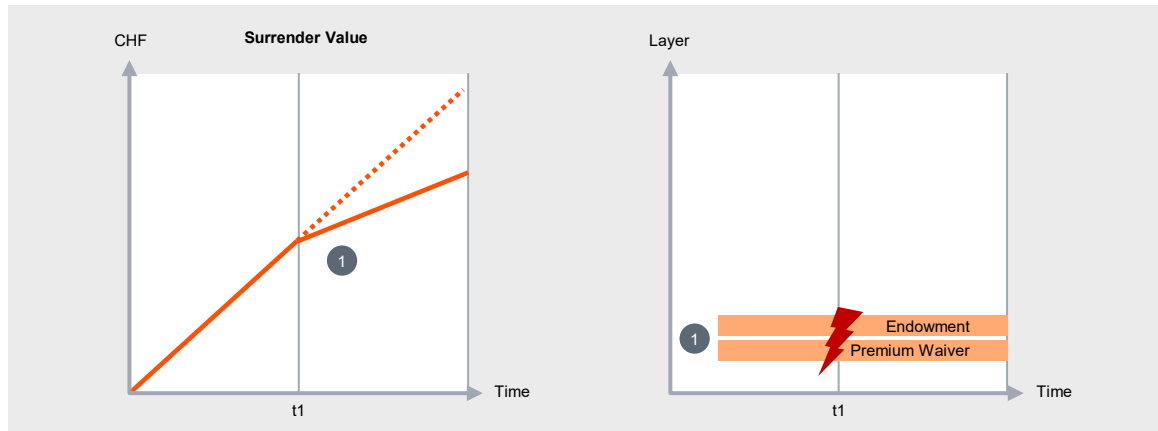 CHF
Surrender Value
1
Time
t1
Layer
1
Endowment
Premium Waiver
Time
t1